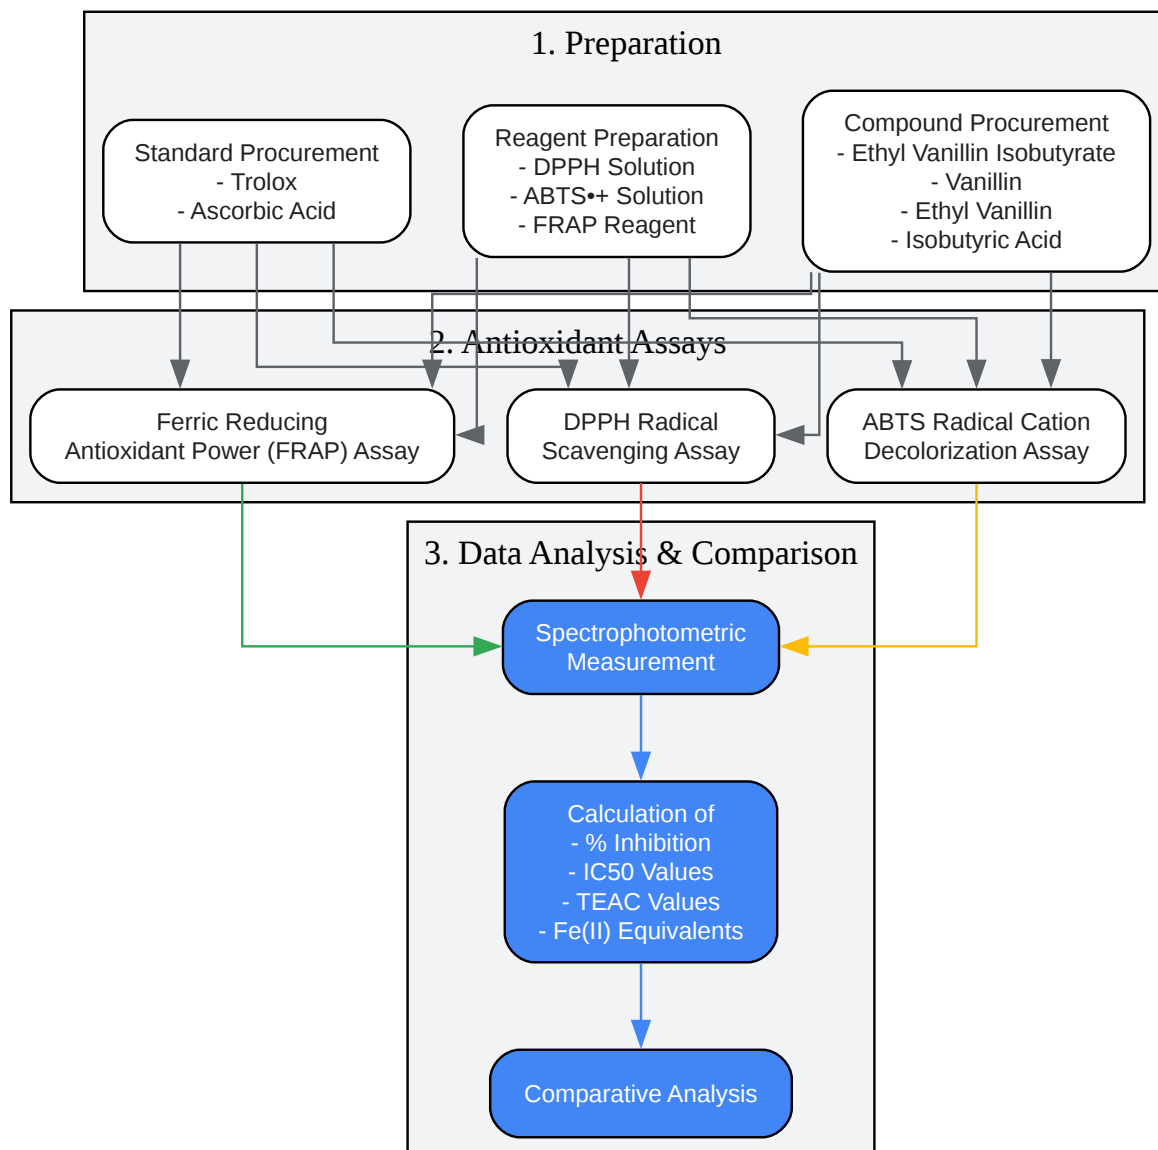 1. Preparation
Standard Procurement
- Trolox
- Ascorbic Acid
Reagent Preparation
- DPPH Solution
- ABTS•+ Solution
- FRAP Reagent
Compound Procurement
- Ethyl Vanillin Isobutyrate
- Vanillin
- Ethyl Vanillin
- Isobutyric Acid
2. Antioxidant Assays
Ferric Reducing
Antioxidant Power (FRAP) Assay
DPPH Radical
Scavenging Assay
ABTS Radical Cation
Decolorization Assay
3. Data Analysis & Comparison
Spectrophotometric
Measurement
Calculation of
- % Inhibition
- IC50 Values
- TEAC Values
- Fe(II) Equivalents
Comparative Analysis